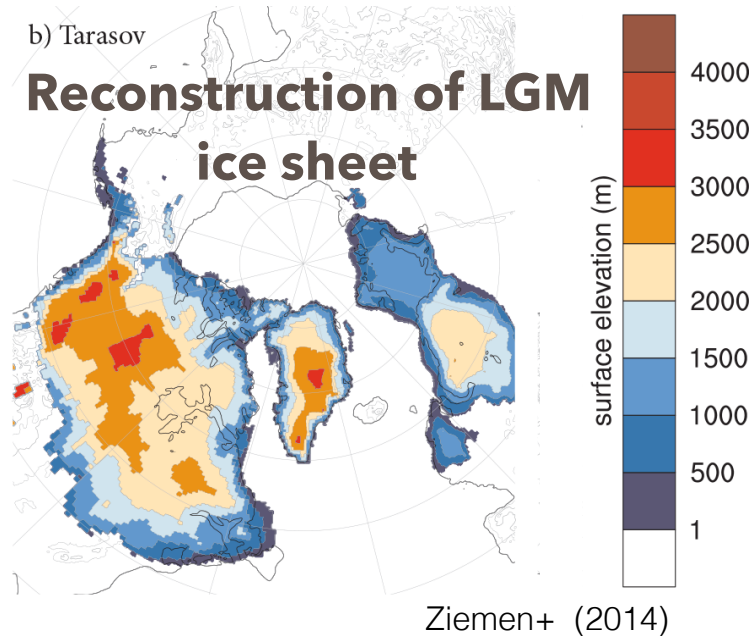 b) Tarasov
Reconstruction of LGM
ice sheet
surface elevation (m)
4000
3500
3000
2500
2000
1500
1000
500
1
Ziemen+ (2014)